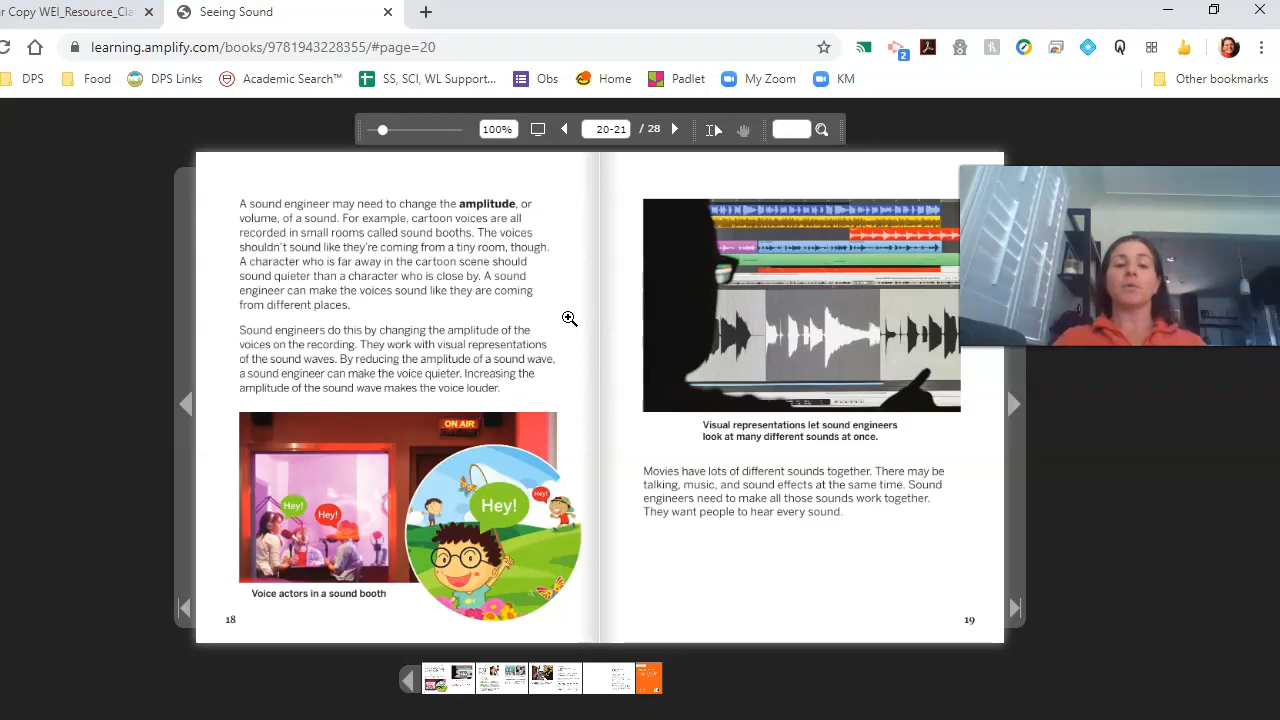 r Copy WEI_Resource_Cla
Seeing Sound
learning.amplify.com/books/9781943228355/#page=20
2
DPS
Food
DPS Links
Academic Search™
SS, SCI, WL Support...
Obs
Home
Padlet
My Zoom
KM
Other bookmarks
100%
20-21
/ 28
A sound engineer may need to change the amplitude, or
volume, of a sound. For example, cartoon voices are all
recorded in small rooms called sound booths. The voices
shouldn't sound like they're coming from a tiny room, though.
A character who is far away in the cartoon scene should
sound quieter than a character who is close by. A sound
engineer can make the voices sound like they are coming
from different places.
Sound engineers do this by changing the amplitude of the
voices on the recording. They work with visual representations
of the sound waves. By reducing the amplitude of a sound wave,
a sound engineer can make the voice quieter. Increasing the
amplitude of the sound wave makes the voice louder.
ON AIR
Hey!
Hey!
Hey!
Hey!
Voice actors in a sound booth
18
Visual representations let sound engineers
look at many different sounds at once.
Movies have lots of different sounds together. There may be
talking, music, and sound effects at the same time. Sound
engineers need to make all those sounds work together.
They want people to hear every sound.
19